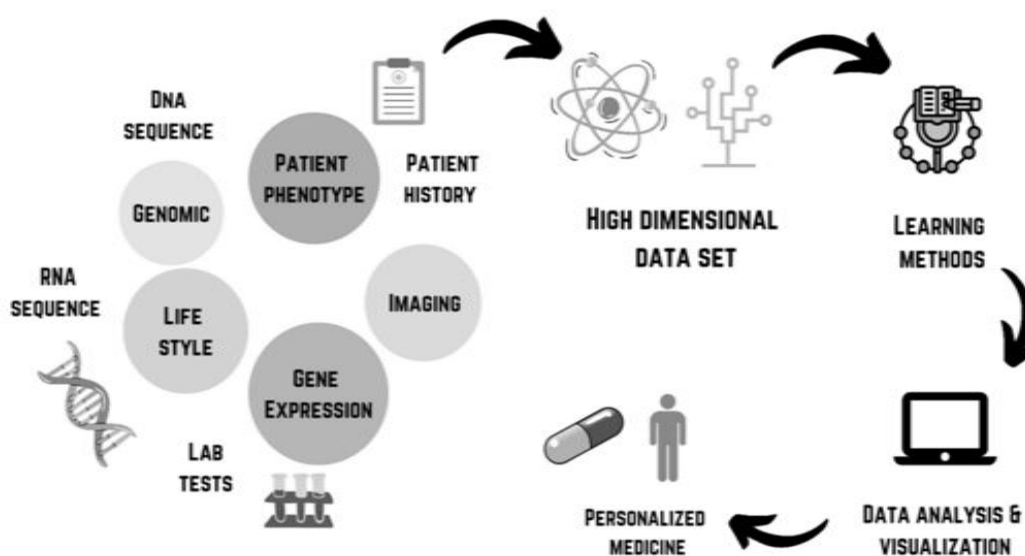 DNA
SEQUENCE
PATIENT
PHENOTYPE
PATIENT
HISTORY
GENOMIC
RNA
SEQUENCE
LIFE
STYLE
IMAGING
GENE
EXPRESSION
LAB
TESTS
HIGH DIMENSIONAL
DATA SET
LEARNING
METHODS
DATA ANALYSIS &
VISUALIZATION
PERSONALIZED
MEDICINE